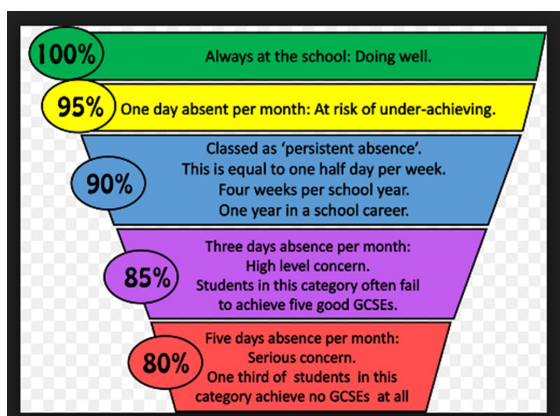 100%
Always at the school: Doing well.
95%
One day absent per month: At risk of under-achieving.
90%
Classed as ‘persistent absence’.
This is equal to one half day per week.
Four weeks per school year.
One year in a school career.
85%
Three days absence per month:
High level concern.
Students in this category often fail
to achieve five good GCSEs.
80%
Five days absence per month:
Serious concern.
One third of students in this
category achieve no GCSEs at all